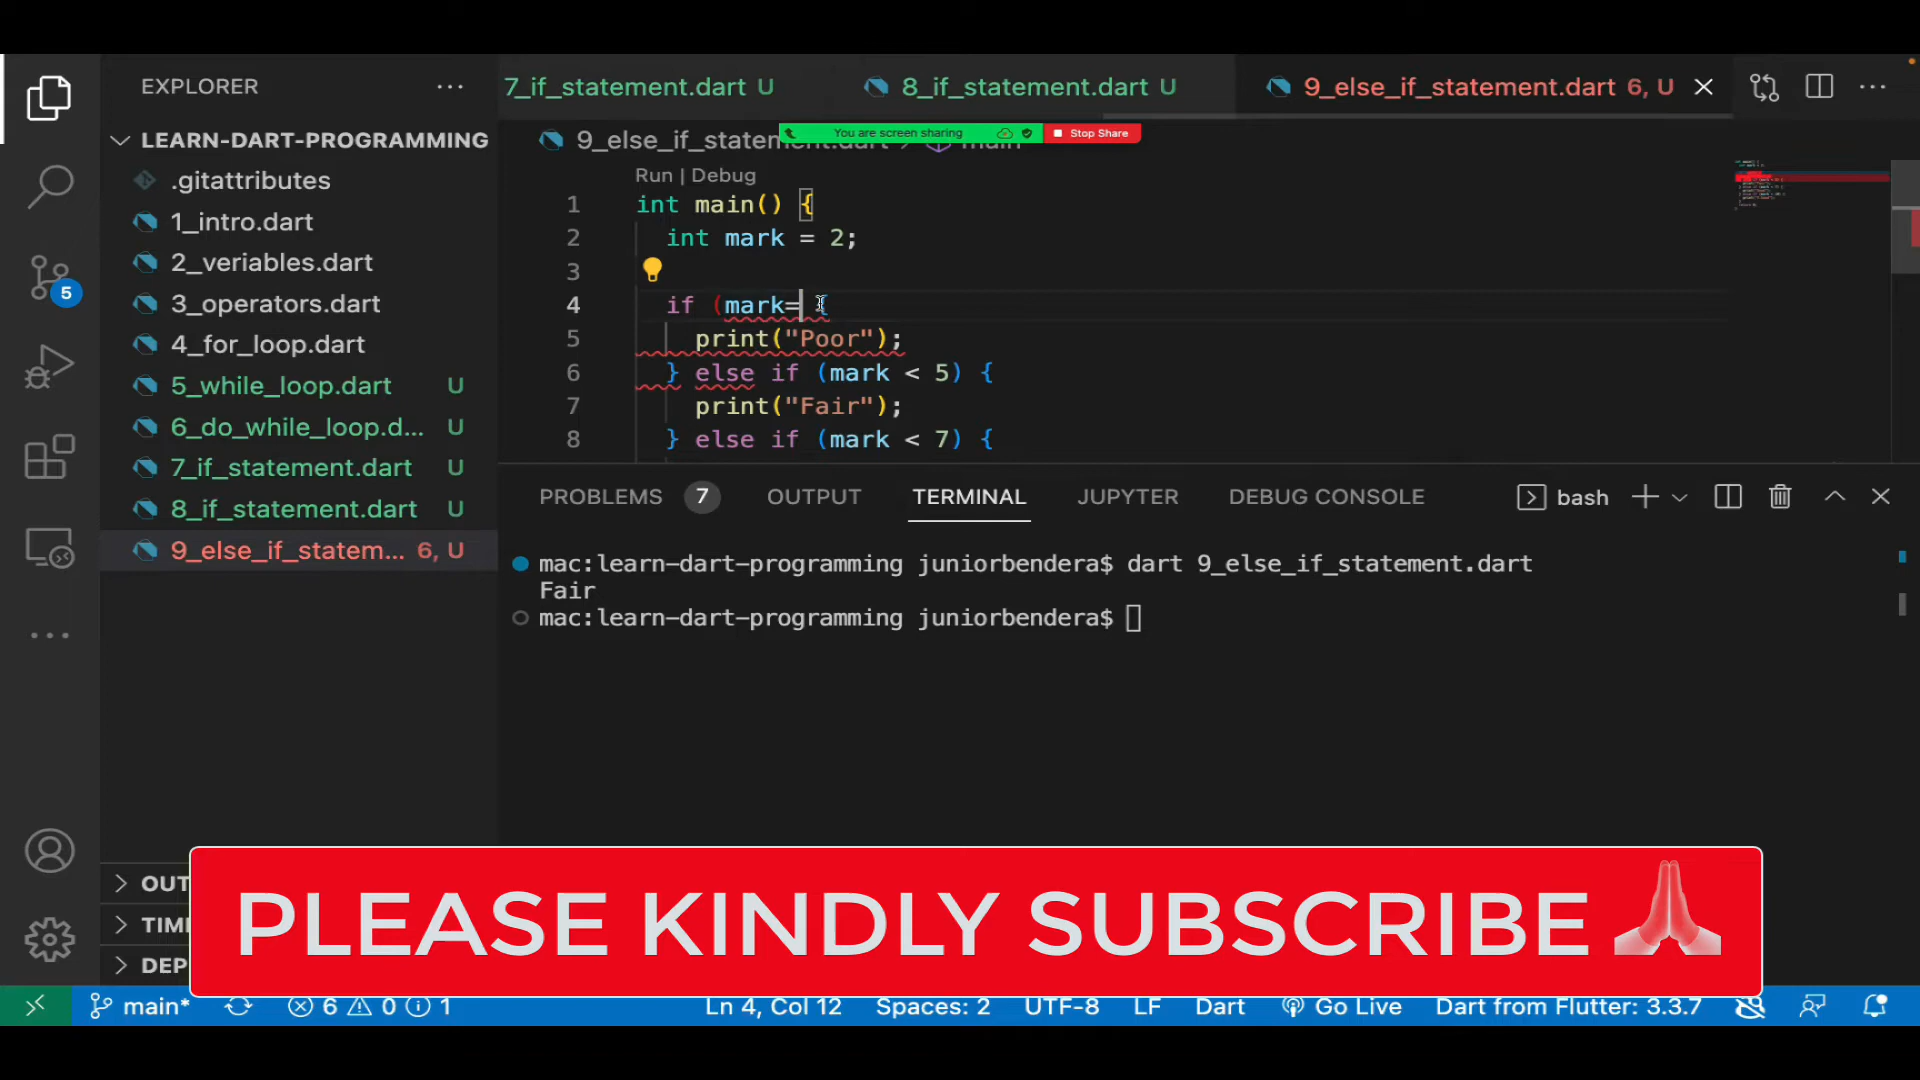 EXPLORER
7_if_statement.dart U
8_if_statement.dart U
9_else_if_statement.dart 6, U
LEARN-DART-PROGRAMMING
.gitattributes
1_intro.dart
2_veriables.dart
3_operators.dart
4_for_loop.dart
5_while_loop.dart U
6_do_while_loop.d... U
7_if_statement.dart U
8_if_statement.dart U
9_else_if_statem... 6, U
5
OUT
TIM
DEP
You are screen sharing
Stop Share
Run | Debug
1 int main() {
2 int mark = 2;
3
4 if (mark= {
5 print("Poor");
6 } else if (mark < 5) {
7 print("Fair");
8 } else if (mark < 7) {
PROBLEMS 7 OUTPUT TERMINAL JUPYTER DEBUG CONSOLE bash
mac:learn-dart-programming juniorbendera$ dart 9_else_if_statement.dart
Fair
mac:learn-dart-programming juniorbendera$
PLEASE KINDLY SUBSCRIBE
main* 6 0 1 Ln 4, Col 12 Spaces: 2 UTF-8 LF Dart Go Live Dart from Flutter: 3.3.7